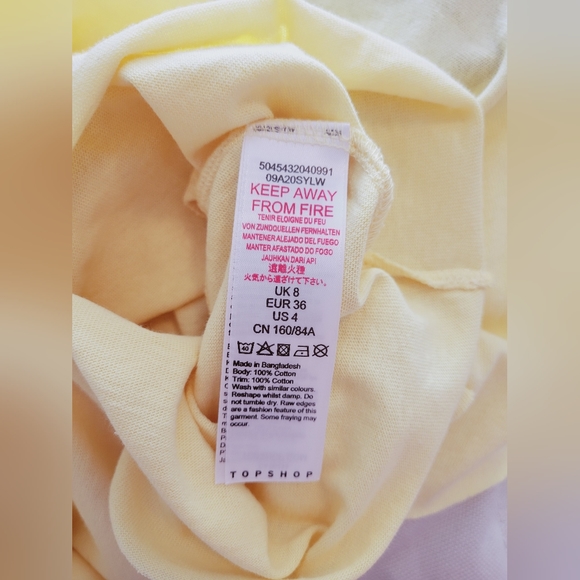 5045432040991
09A20SYLW
KEEP AWAY
FROM FIRE
TENIR ELOIGNE DU FEU
VON ZUNDQUELLEN FERNHALTEN
MANTENER ALEJADO DEL FUEGO
MANTER AFASTADO DO FOGO
JAUHKAN DARI API
遠離火種
火気から遠ざけて下さい。
UK 8
EUR 36
US 4
CN 160/84A
40
Made in Bangladesh
Body: 100% Cotton
Trim: 100% Cotton
Wash with similar colours.
Reshape whilst damp. Do
not tumble dry. Raw edges
are a fashion feature of this
garment. Some fraying may
occur.
TOPSHOP